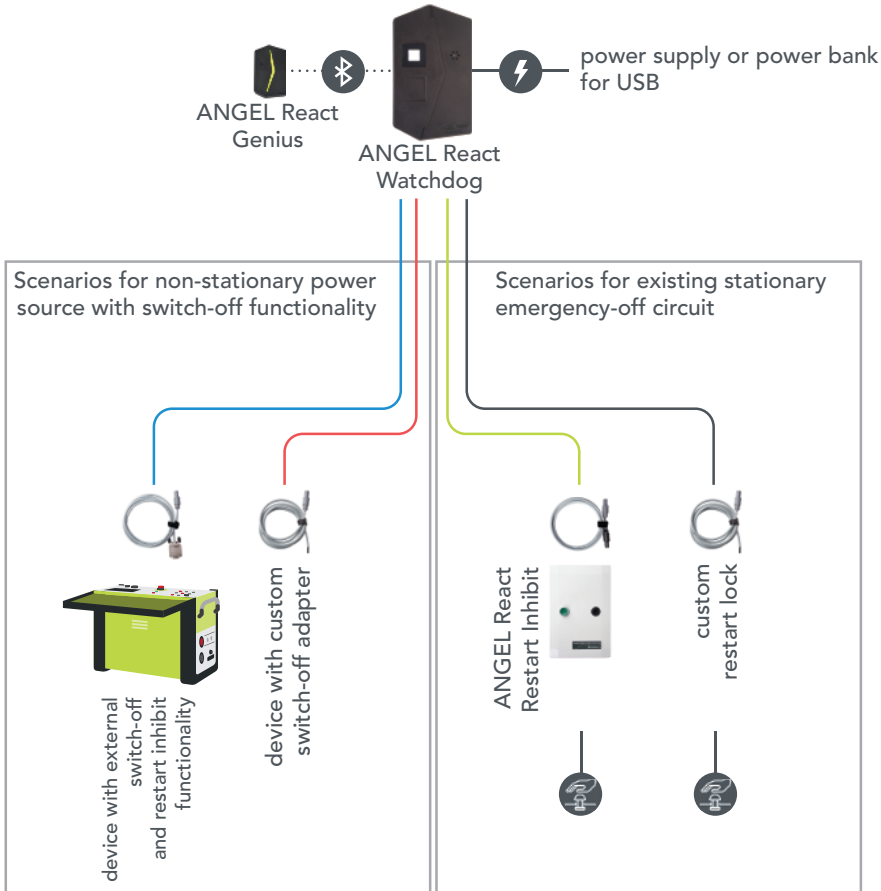 power supply or power bank
for USB
ANGEL React
Genius
ANGEL React
Watchdog
Scenarios for non-stationary power
source with switch-off functionality
Scenarios for existing stationary
emergency-off circuit
device with external
switch-off
and restart inhibit
functionality
device with custom
switch-off adapter
ANGEL React
Restart Inhibit
custom
restart lock